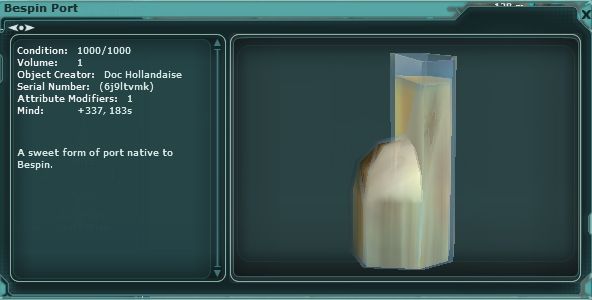 Bespin Port
Condition: 1000/1000
Volume: 1
Object Creator: Doc Hollandaise
Serial Number: (6j9ltvmk)
Attribute Modifiers: 1
Mind: +337, 183s
A sweet form of port native to
Bespin.